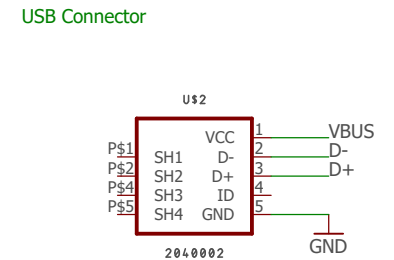 USB Connector
U$2
VCC 1 VBUS
P$1 SH1 D- 2 D-
P$2 SH2 D+ 3 D+
P$4 SH3 ID 4
P$5 SH4 GND 5
GND
2040002